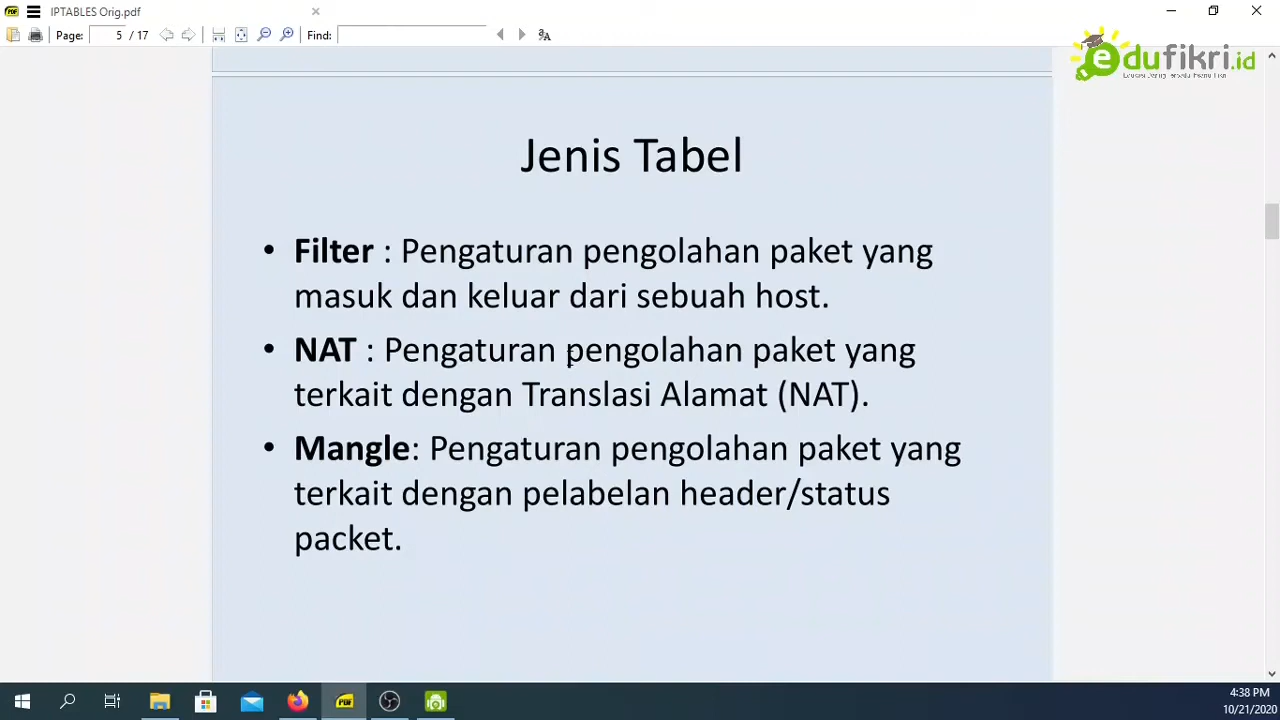 IPTABLES Orig.pdf
Page: 5 / 17 Find:
edufikri.id
Jenis Tabel
• Filter : Pengaturan pengolahan paket yang
masuk dan keluar dari sebuah host.
• NAT : Pengaturan pengolahan paket yang
terkait dengan Translasi Alamat (NAT).
• Mangle: Pengaturan pengolahan paket yang
terkait dengan pelabelan header/status
packet.
4:38 PM
10/21/2020